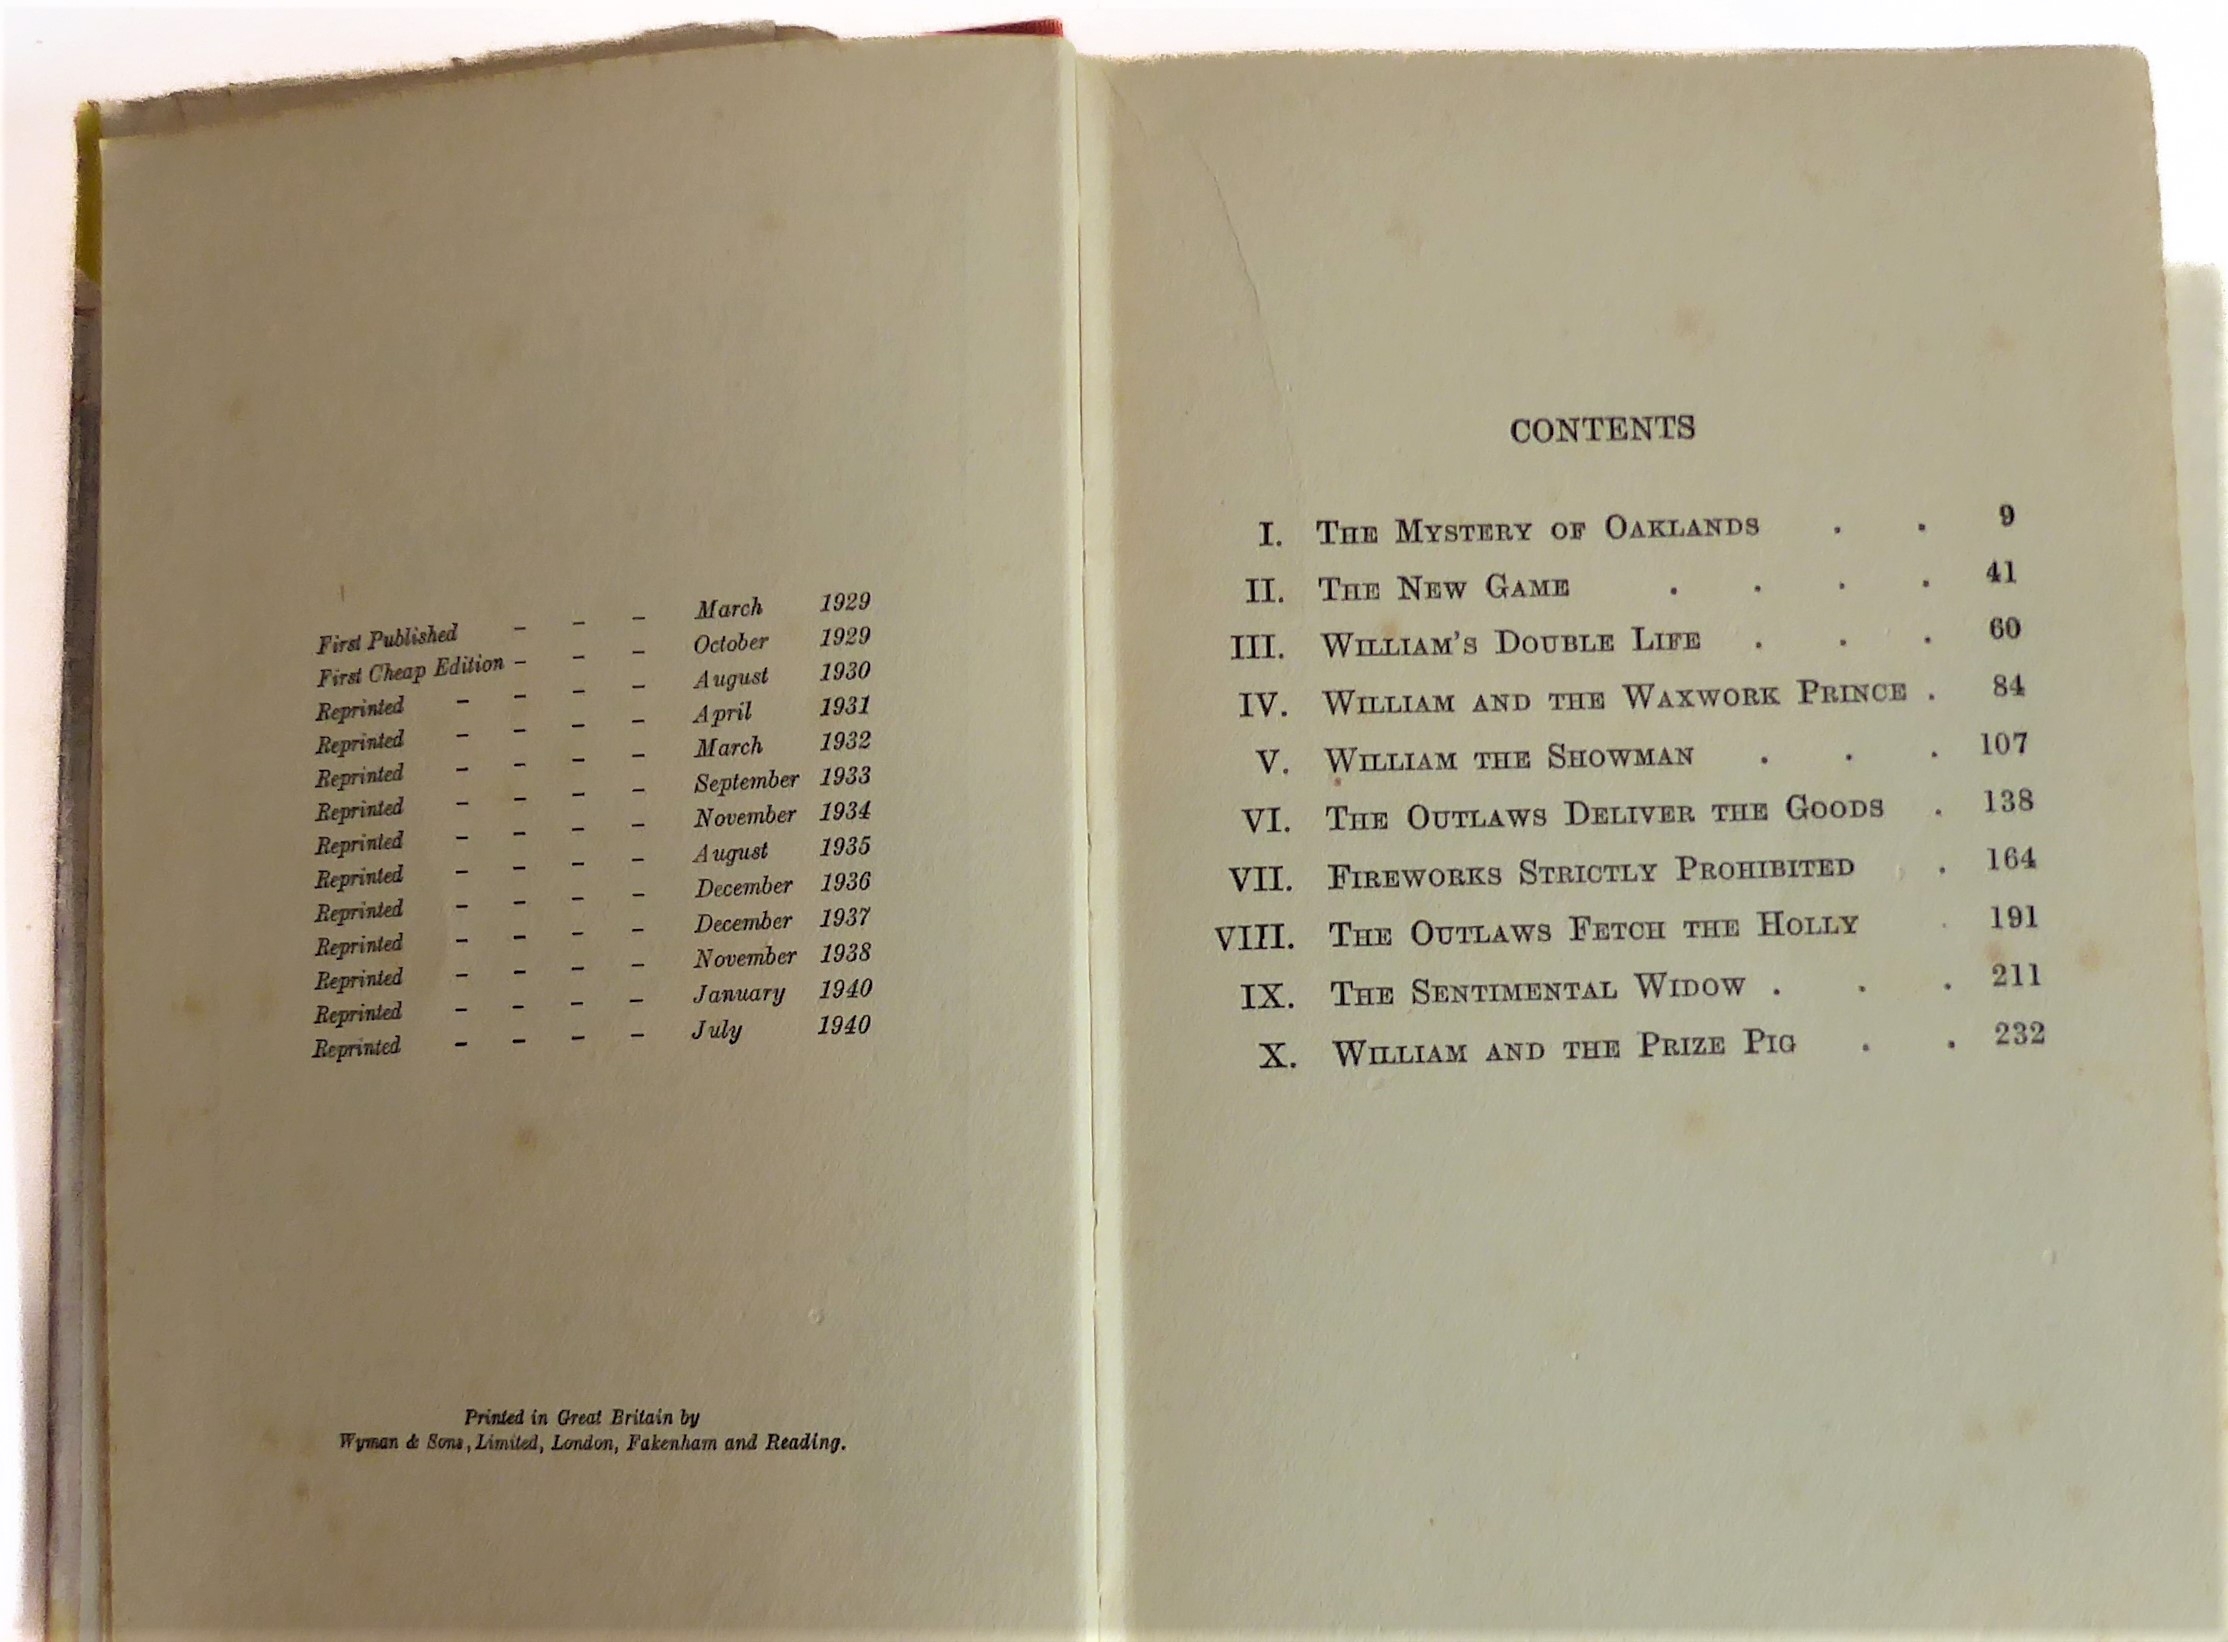 First Published - - - March 1929
First Cheap Edition - - - October 1929
Reprinted - - - - August 1930
Reprinted - - - - April 1931
Reprinted - - - - March 1932
Reprinted - - - - September 1933
Reprinted - - - - November 1934
Reprinted - - - - August 1935
Reprinted - - - - December 1936
Reprinted - - - - December 1937
Reprinted - - - - November 1938
Reprinted - - - - January 1940
Reprinted - - - - July 1940
Printed in Great Britain by
Wyman & Sons, Limited, London, Fakenham and Reading.
CONTENTS
I. The Mystery of Oaklands . . 9
II. The New Game . . . . 41
III. William's Double Life . . . 60
IV. William and the Waxwork Prince . 84
V. William the Showman . . . 107
VI. The Outlaws Deliver the Goods . 138
VII. Fireworks Strictly Prohibited . 164
VIII. The Outlaws Fetch the Holly . 191
IX. The Sentimental Widow . . . 211
X. William and the Prize Pig . . 232